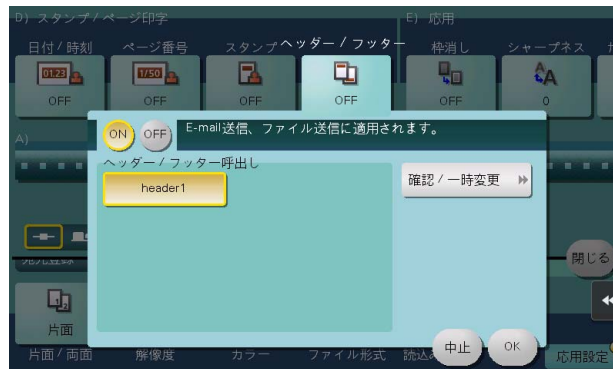 D) スタンプ / ページ印字
E) 応用
日付 / 時刻
ページ番号
スタンプ
ヘッダー / フッター
枠消し
シャープネス
01.23
1/50
OFF
OFF
OFF
OFF
OFF
0
A)
ON
OFF
E-mail送信、ファイル送信に適用されます。
ヘッダー / フッター呼出し
header1
確認 / 一時変更
閉じる
片面
中止
OK
片面 / 両面
解像度
カラー
ファイル形式
読込
応用設定